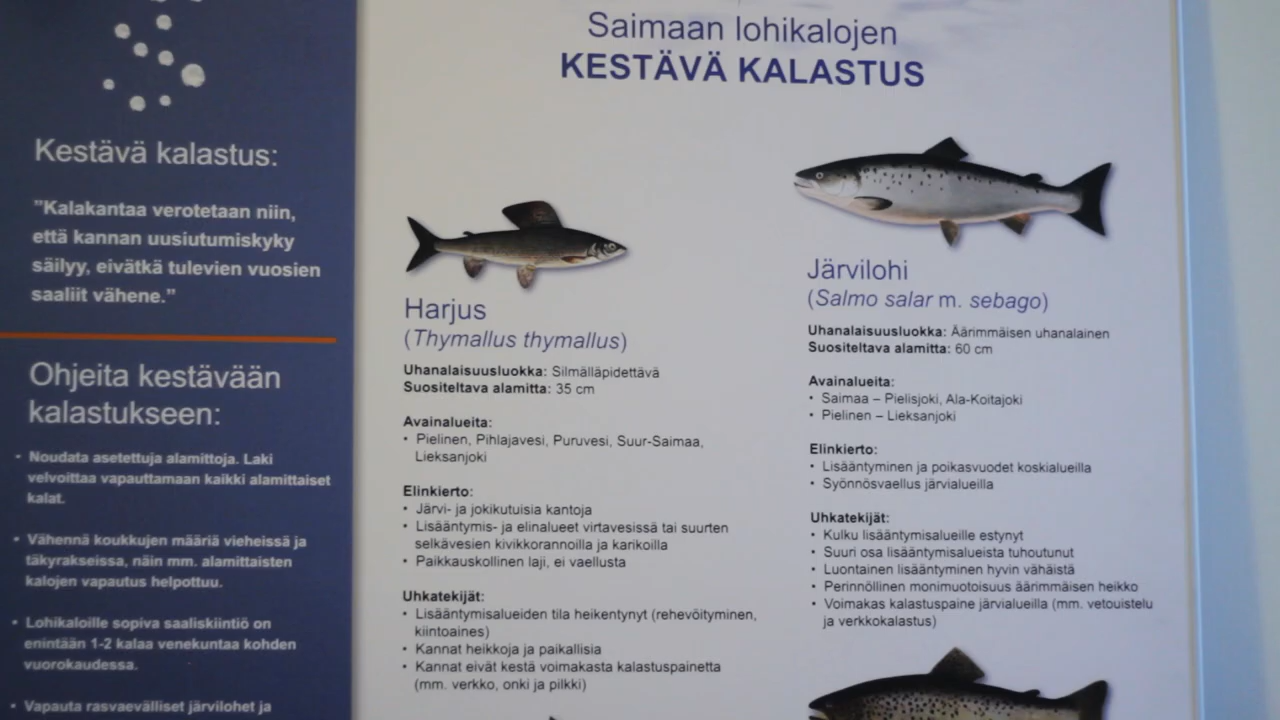 Kestävä kalastus:
"Kalakantaa verotetaan niin,
että kannan uusiutumiskyky
säilyy, eivätkä tulevien vuosien
saaliit vähene."
Ohjeita kestävään
kalastukseen:
• Noudata asetettuja alamittoja. Laki
velvoittaa vapauttamaan kaikki alamittaiset
kalat.
• Vähennä koukkujen määriä vieheissä ja
täkyrakseissa, näin mm. alamittaisten
kalojen vapautus helpottuu.
• Lohikaloille sopiva saaliskiintiö on
enintään 1-2 kalaa venekuntaa kohden
vuorokaudessa.
• Vapauta rasvaevälliset järvilohet ja
Saimaan lohikalojen
KESTÄVÄ KALASTUS
Harjus
(Thymallus thymallus)
Uhanalaisuusluokka: Silmälläpidettävä
Suositeltava alamitta: 35 cm
Avainalueita:
• Pielinen, Pihlajavesi, Puruvesi, Suur-Saimaa,
Lieksanjoki
Elinkierto:
• Järvi- ja jokikutuisia kantoja
• Lisääntymis- ja elinalueet virtavesissä tai suurten
selkävesien kivikkorannoilla ja karikoilla
• Paikkauskollinen laji, ei vaellusta
Uhkatekijät:
• Lisääntymisalueiden tila heikentynyt (rehevöityminen,
kiintoaines)
• Kannat heikkoja ja paikallisia
• Kannat eivät kestä voimakasta kalastuspainetta
(mm. verkko, onki ja pilkki)
Järvilohi
(Salmo salar m. sebago)
Uhanalaisuusluokka: Äärimmäisen uhanalainen
Suositeltava alamitta: 60 cm
Avainalueita:
• Saimaa – Pielisjoki, Ala-Koitajoki
• Pielinen – Lieksanjoki
Elinkierto:
• Lisääntyminen ja poikasvuodet koskialueilla
• Syönnösvaellus järvialueilla
Uhkatekijät:
• Kulku lisääntymisalueille estynyt
• Suuri osa lisääntymisalueista tuhoutunut
• Luontainen lisääntyminen hyvin vähäistä
• Perinnöllinen monimuotoisuus äärimmäisen heikko
• Voimakas kalastuspaine järvialueilla (mm. vetouistelu
ja verkkokalastus)